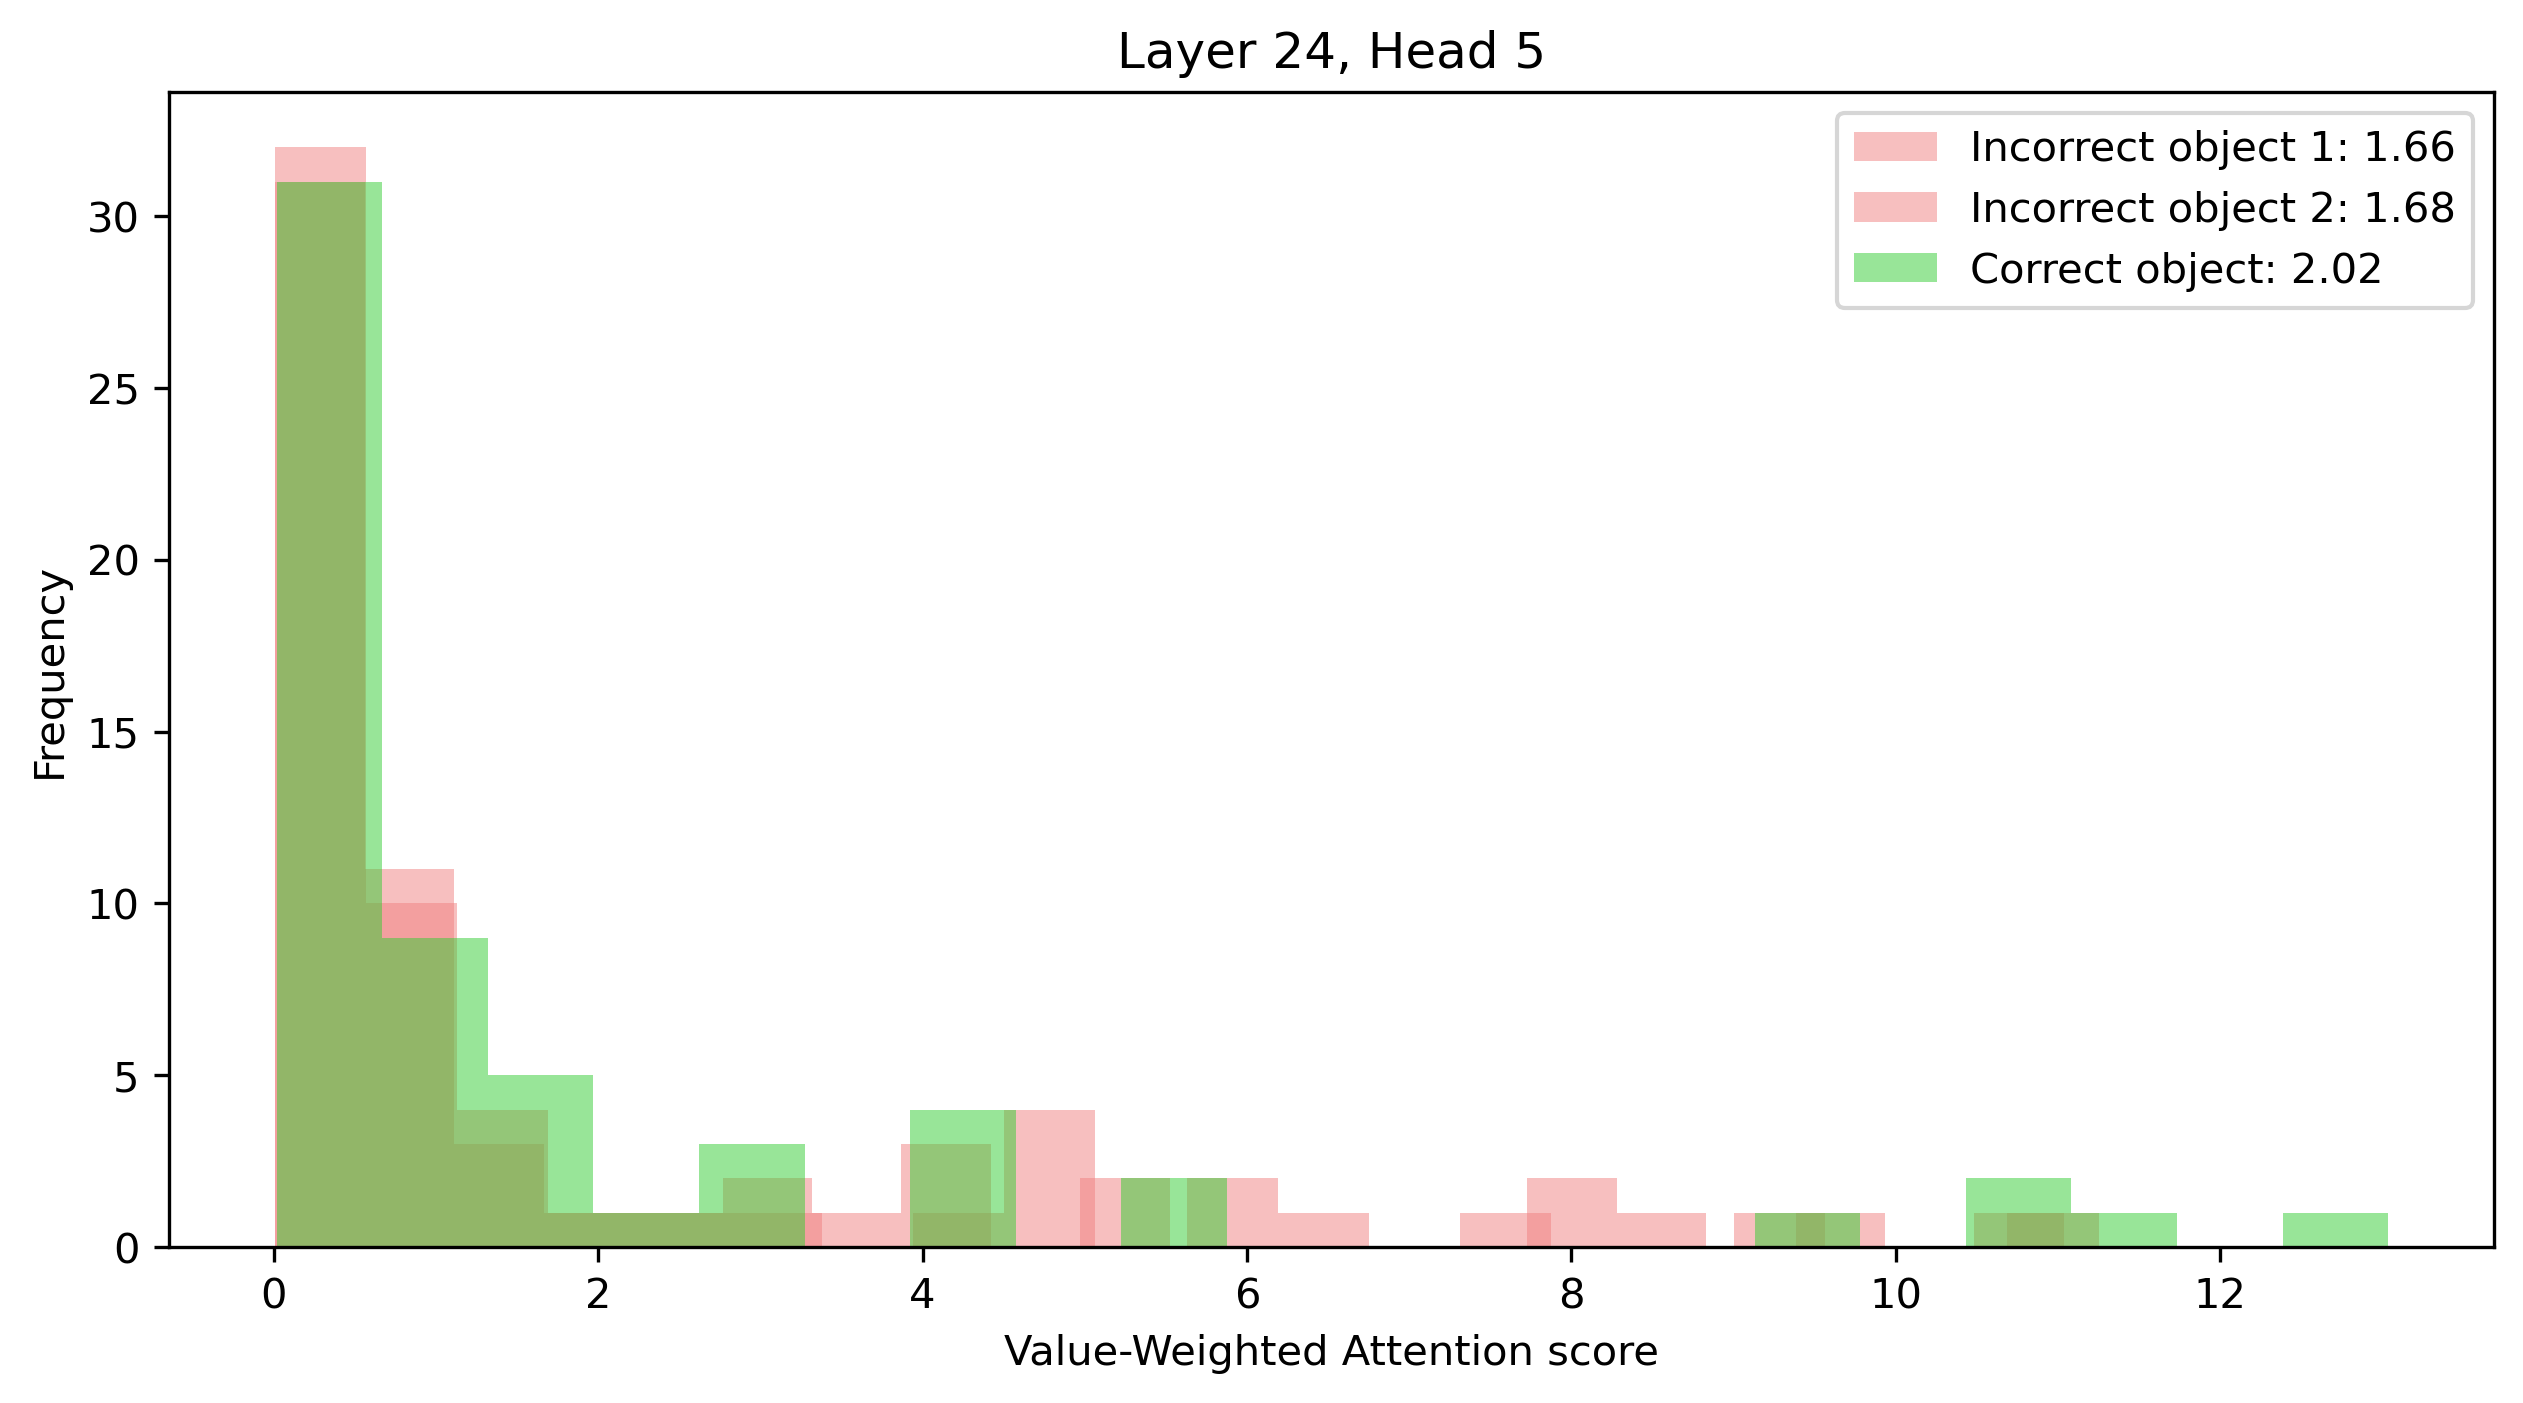 Layer 24, Head 5
Incorrect object 1: 1.66
Incorrect object 2: 1.68
Correct object: 2.02
Frequency
30
25
20
15
10
5
0
0 2 4 6 8 10 12
Value-Weighted Attention score